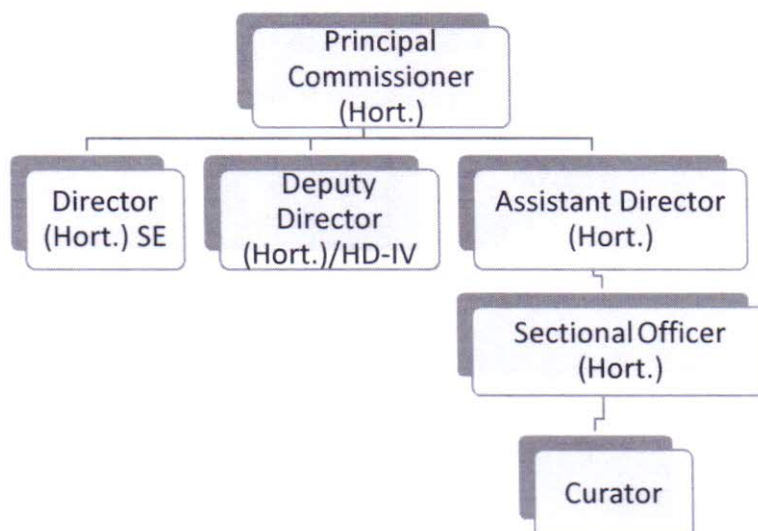 Principal
Commissioner
(Hort.)
Director
(Hort.) SE
Deputy
Director
(Hort.)/HD-IV
Assistant Director
(Hort.)
Sectional Officer
(Hort.)
Curator